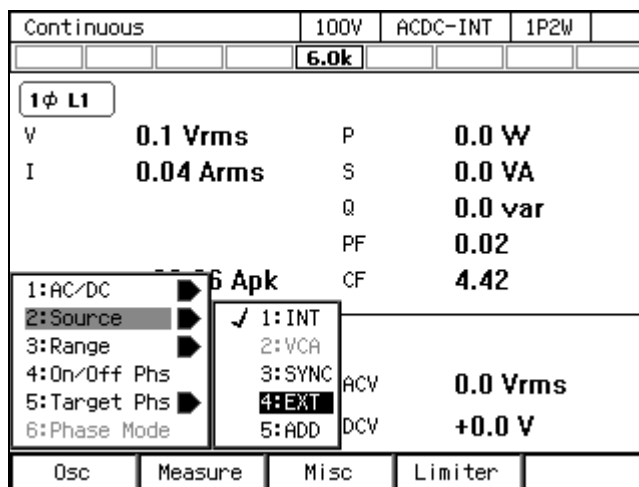 Continuous 100V ACDC-INT 1P2W
6.0k
1ϕ L1
V 0.1 Vrms P 0.0 W
I 0.04 Arms S 0.0 VA
Q 0.0 var
PF 0.02
6 Apk CF 4.42
1:AC/DC
2:Source ✓ 1:INT
3:Range 2:VCA
4:On/Off Phs 3:SYNC ACV 0.0 Vrms
5:Target Phs 4:EXT
6:Phase Mode 5:ADD DCV +0.0 V
Osc Measure Misc Limiter